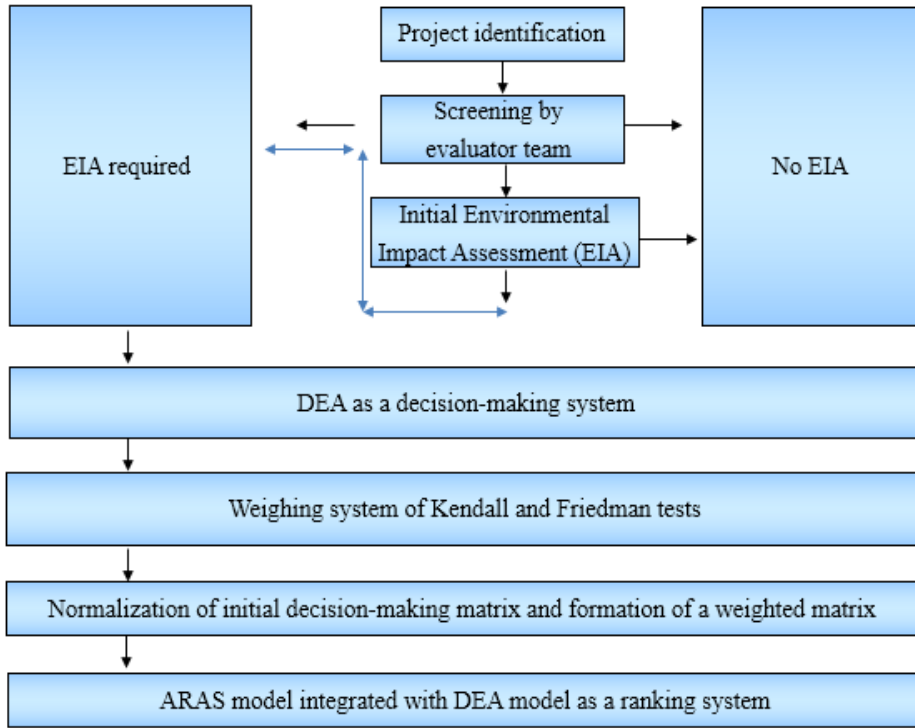 Project identification
Screening by
evaluator team
EIA required
No EIA
Initial Environmental
Impact Assessment (EIA)
DEA as a decision-making system
Weighing system of Kendall and Friedman tests
Normalization of initial decision-making matrix and formation of a weighted matrix
ARAS model integrated with DEA model as a ranking system